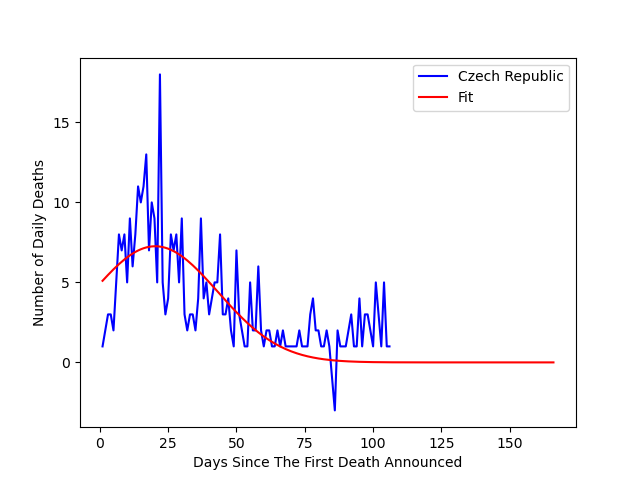 Czech Republic
Fit
Number of Daily Deaths
15
10
5
0
0 25 50 75 100 125 150
Days Since The First Death Announced